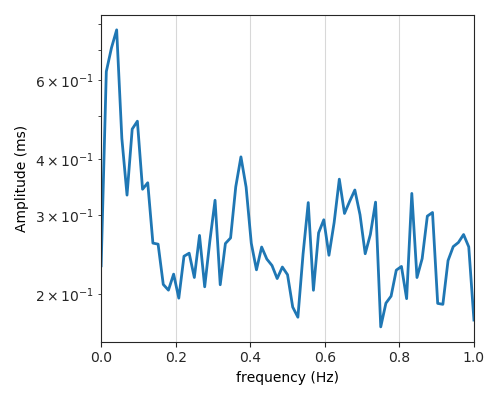 6 × 10⁻¹
4 × 10⁻¹
3 × 10⁻¹
2 × 10⁻¹
Amplitude (ms)
0.0 0.2 0.4 0.6 0.8 1.0
frequency (Hz)